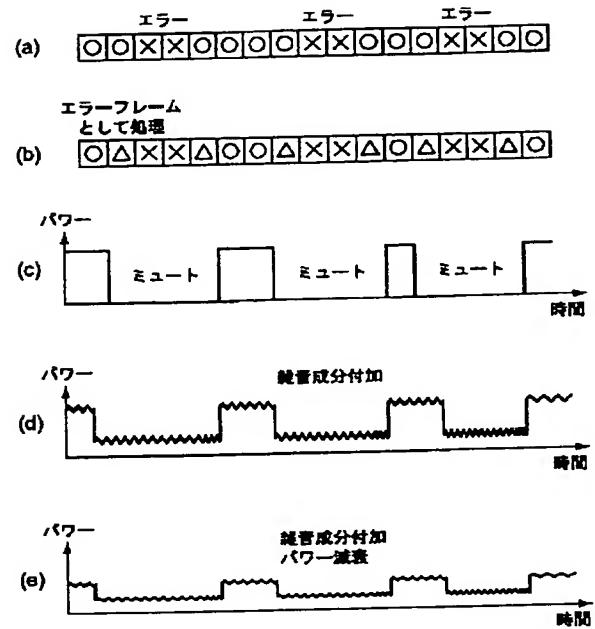 エラー エラー エラー
(a) ○○××○○○○××○○○××○○
エラーフレーム
として処理
(b) ○△××△○○△××△○△××△○
パワー
(c) ミュート ミュート ミュート
時間
パワー
雑音成分付加
(d)
時間
パワー
雑音成分付加
パワー減衰
(e)
時間